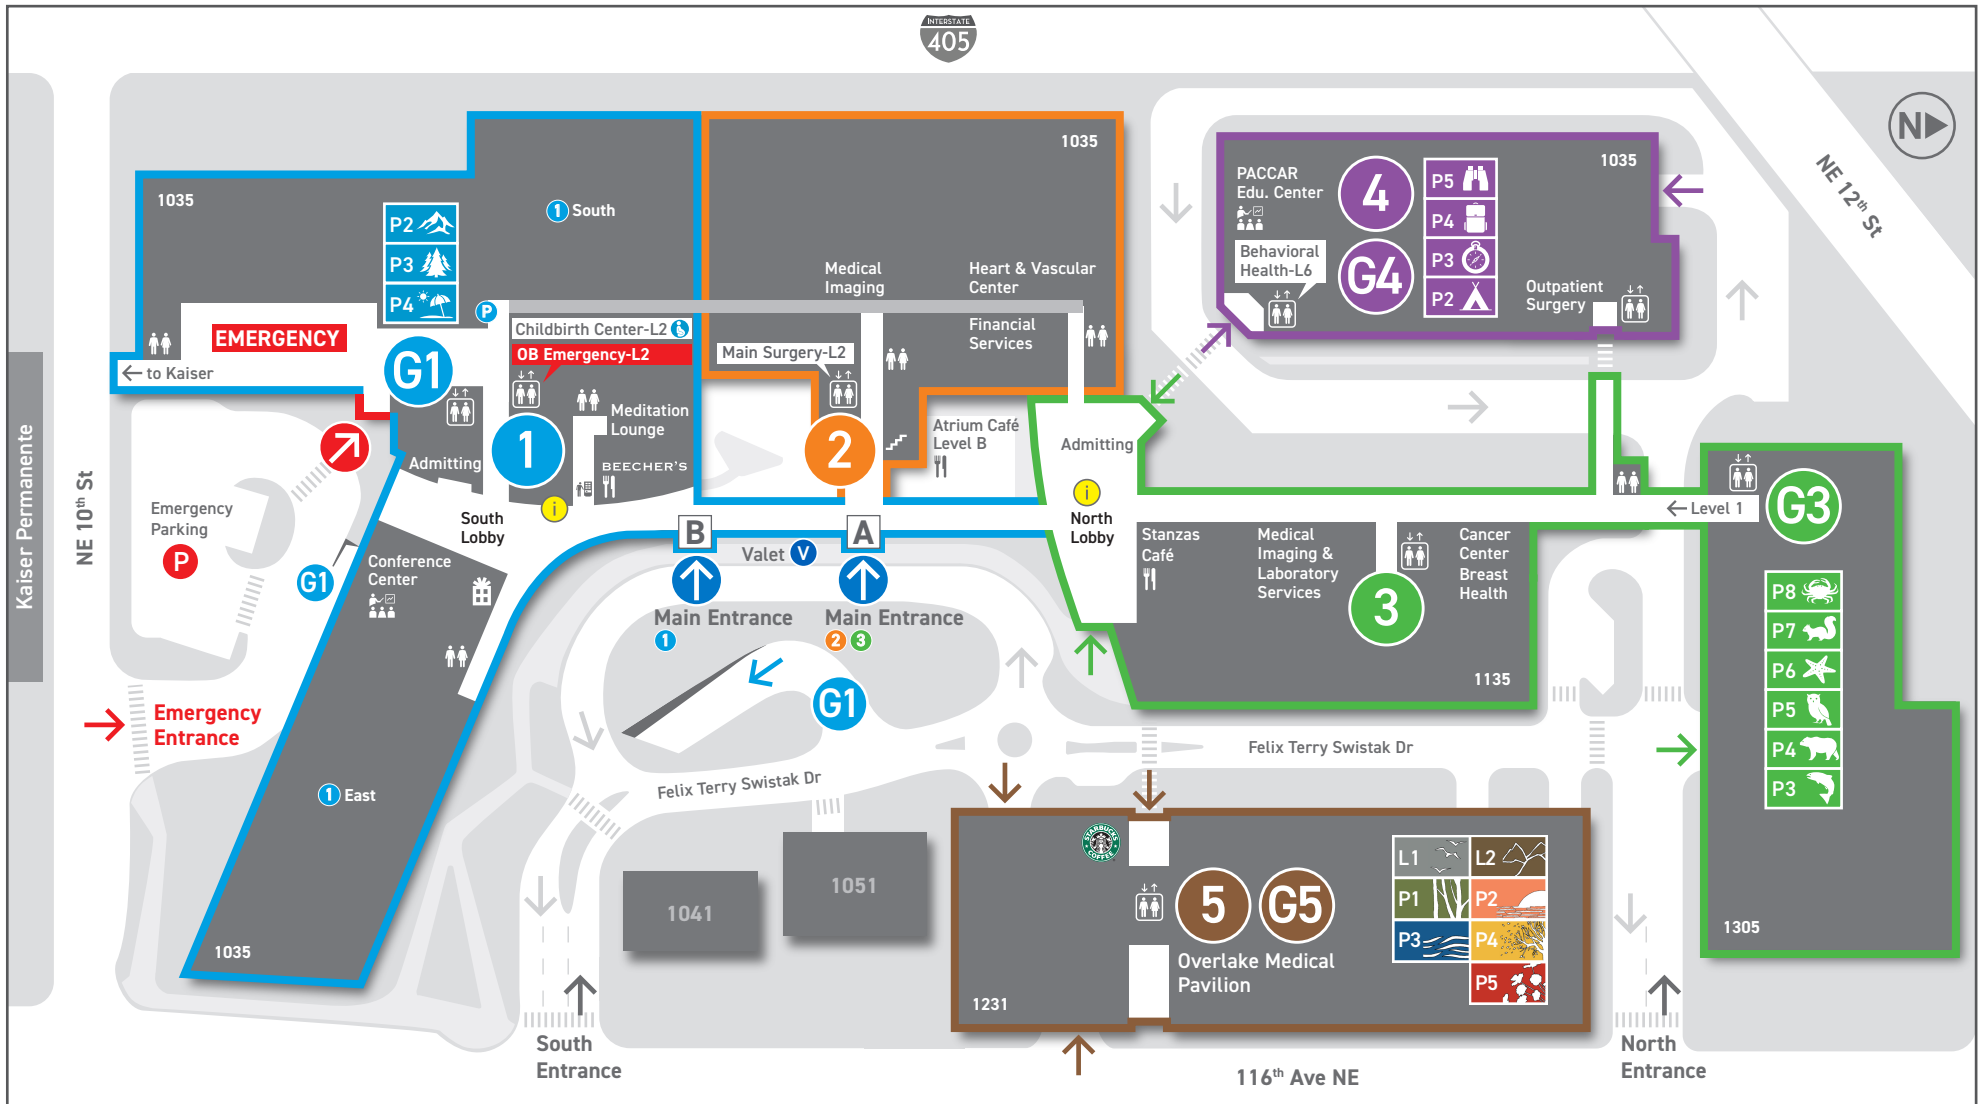 INTERSTATE
405
N
NE 12th St
NE 10th St
Kaiser Permanente
1035
1 South
P2
P3
P4
P
EMERGENCY
← to Kaiser
G1
Childbirth Center-L2
OB Emergency-L2
Admitting
1
Meditation
Lounge
BEECHER'S
i
South
Lobby
1035
Medical
Imaging
Heart & Vascular
Center
Financial
Services
Main Surgery-L2
2
Atrium Café
Level B
Admitting
i
North
Lobby
PACCAR
Edu. Center
4
G4
P5
P4
P3
P2
1035
Behavioral
Health-L6
Outpatient
Surgery
Emergency
Parking
P
G1
Conference
Center
Emergency
Entrance
1 East
1035
B
A
Valet V
Main Entrance
1
Main Entrance
2 3
G1
Stanzas
Café
Medical
Imaging &
Laboratory
Services
3
Cancer
Center
Breast
Health
1135
← Level 1
G3
P8
P7
P6
P5
P4
P3
1305
Felix Terry Swistak Dr
Felix Terry Swistak Dr
1041
1051
STARBUCKS
COFFEE
5
G5
Overlake Medical
Pavilion
1231
L1
L2
P1
P2
P3
P4
P5
South
Entrance
North
Entrance
116th Ave NE